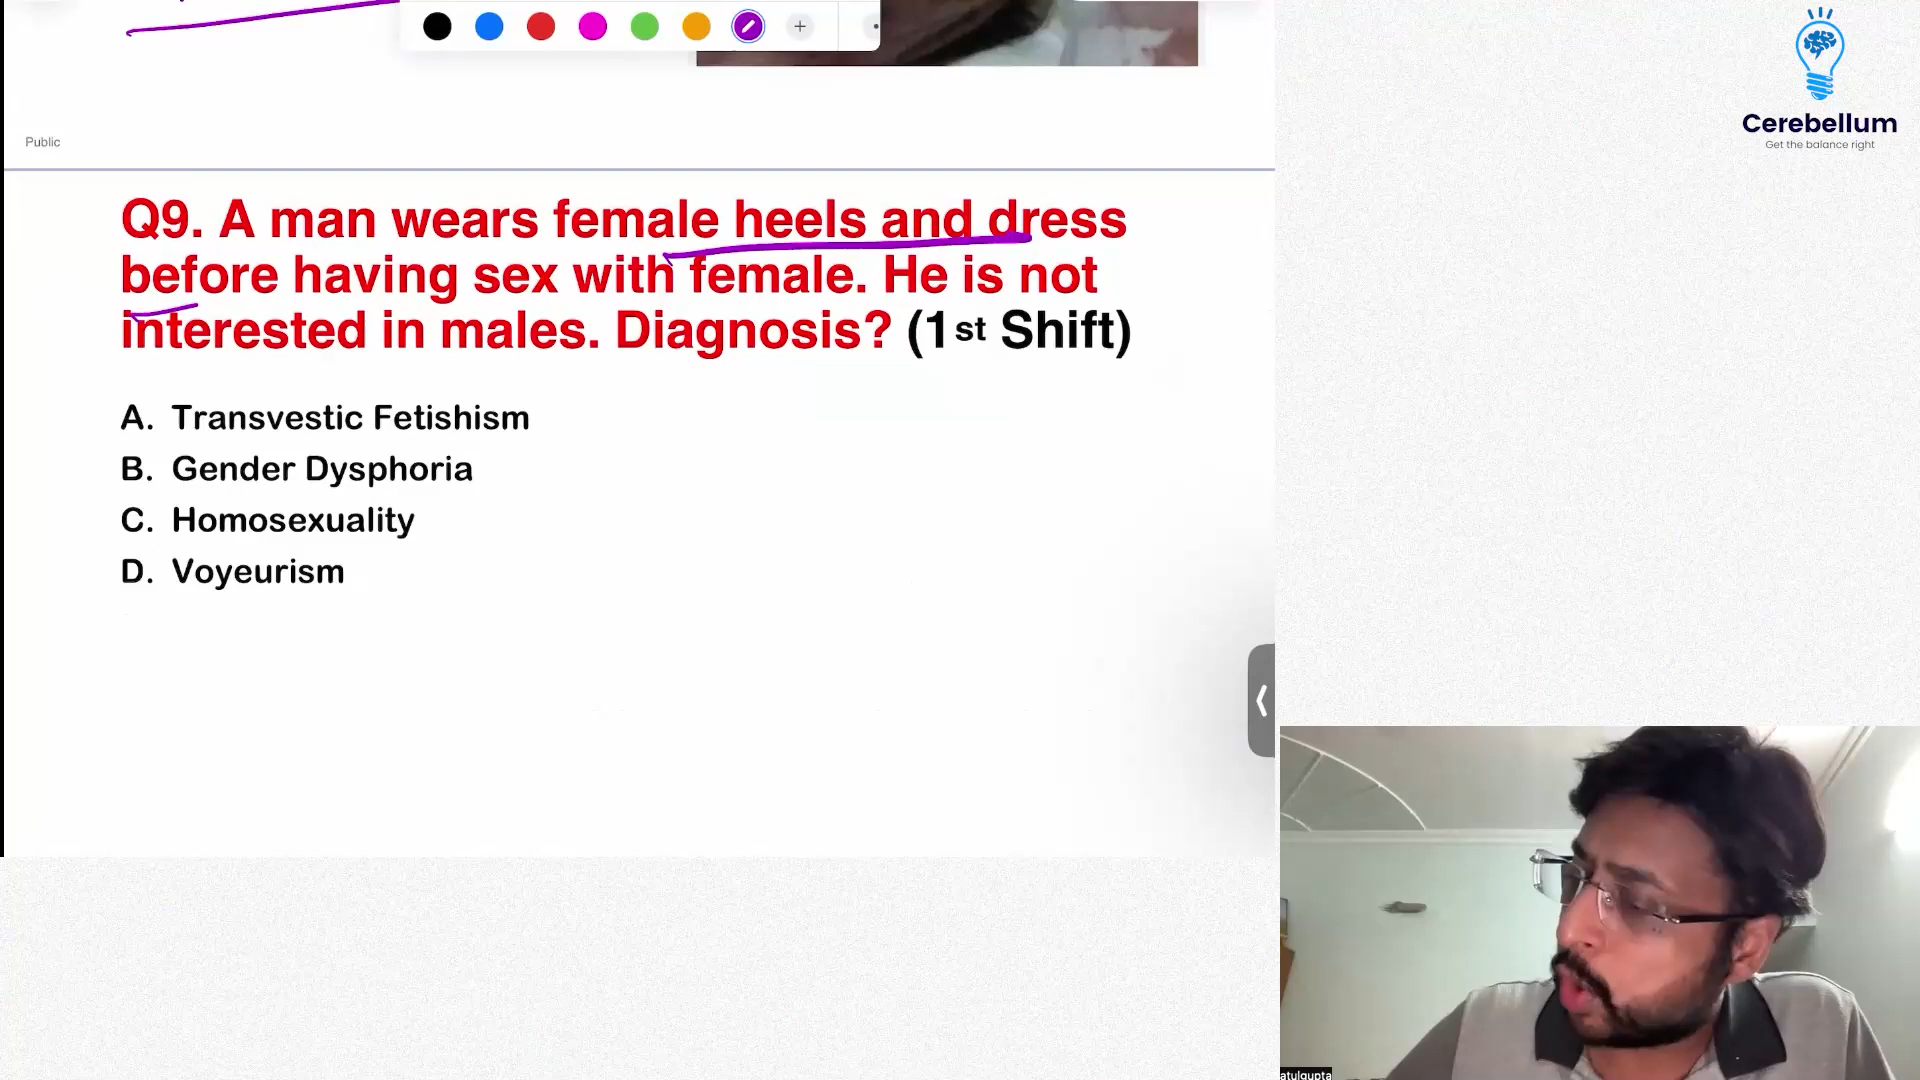 Cerebellum
Get the balance right
Public
Q9. A man wears female heels and dress
before having sex with female. He is not
interested in males. Diagnosis? (1st Shift)
A. Transvestic Fetishism
B. Gender Dysphoria
C. Homosexuality
D. Voyeurism
atulgupta